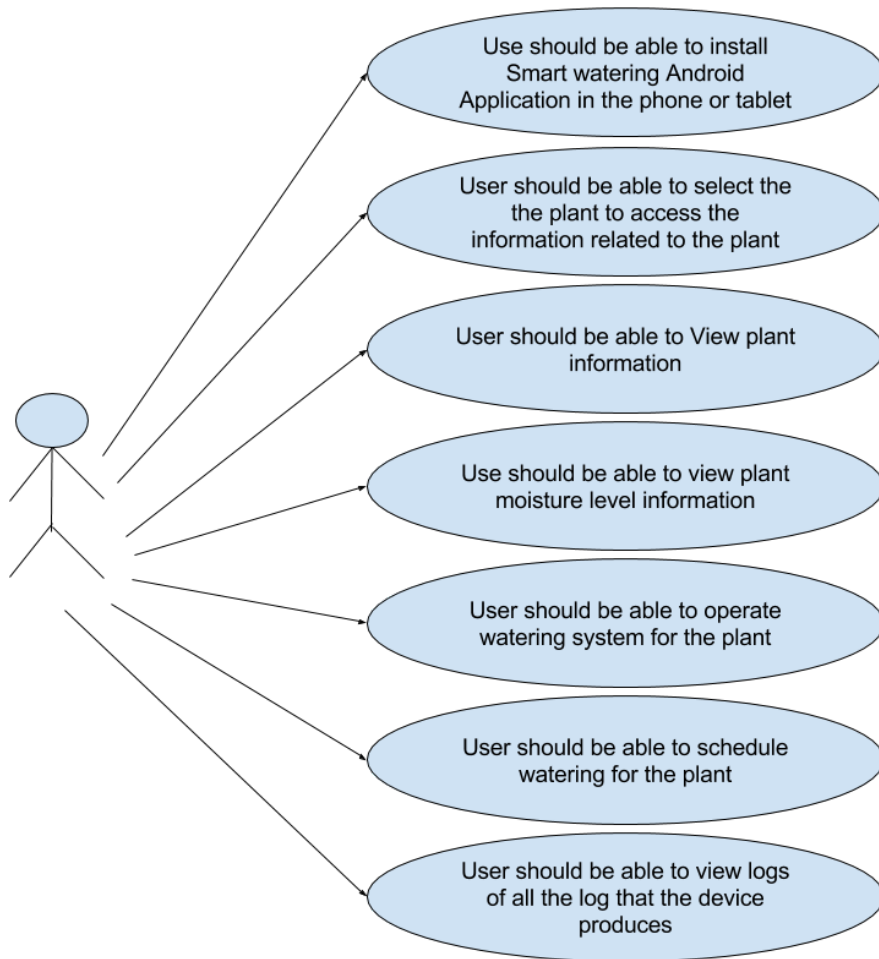 Use should be able to install
Smart watering Android
Application in the phone or tablet
User should be able to select the
the plant to access the
information related to the plant
User should be able to View plant
information
Use should be able to view plant
moisture level information
User should be able to operate
watering system for the plant
User should be able to schedule
watering for the plant
User should be able to view logs
of all the log that the device
produces